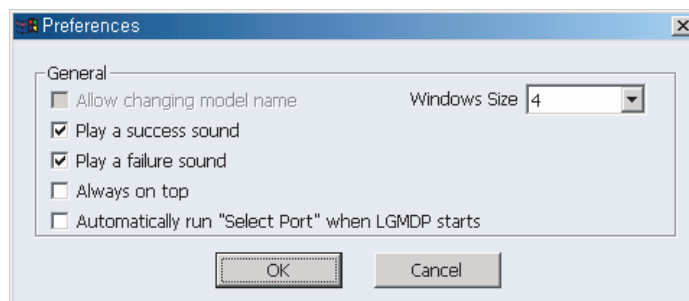 Preferences
General
Allow changing model name
Windows Size 4
Play a success sound
Play a failure sound
Always on top
Automatically run "Select Port" when LGMDP starts
OK
Cancel